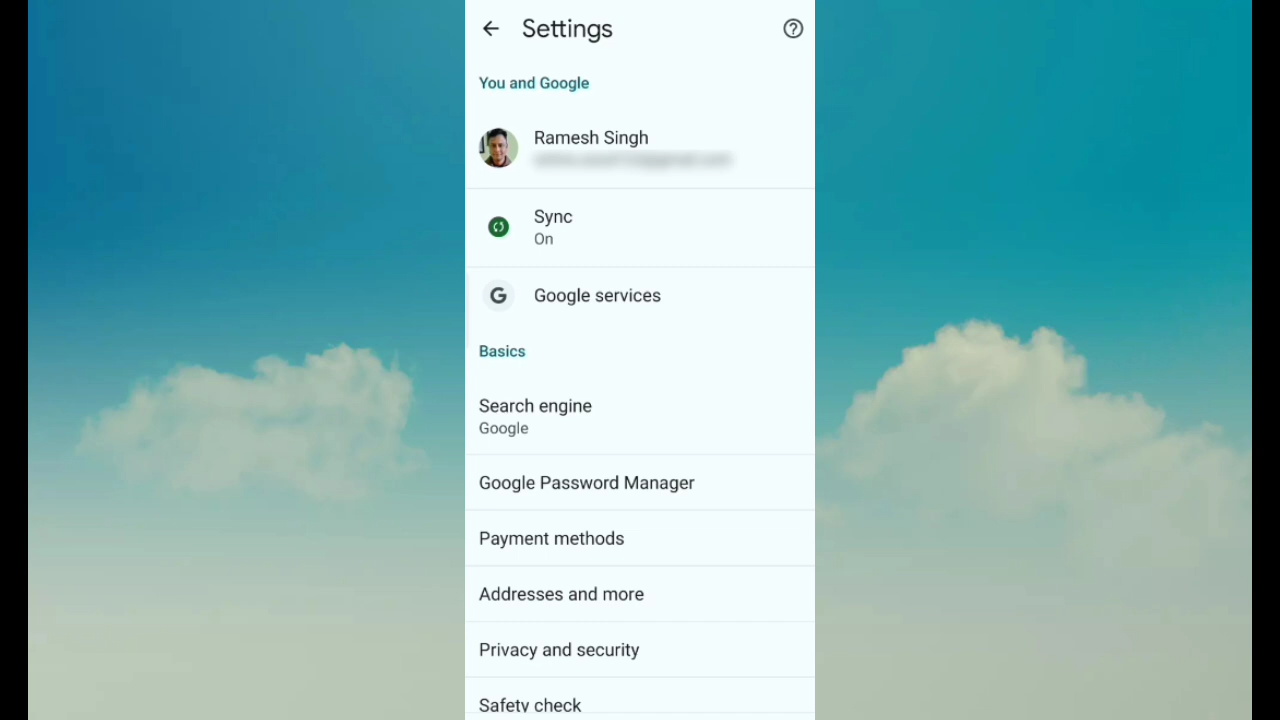 Settings
You and Google
Ramesh Singh
Sync
On
G
Google services
Basics
Search engine
Google
Google Password Manager
Payment methods
Addresses and more
Privacy and security
Safety check